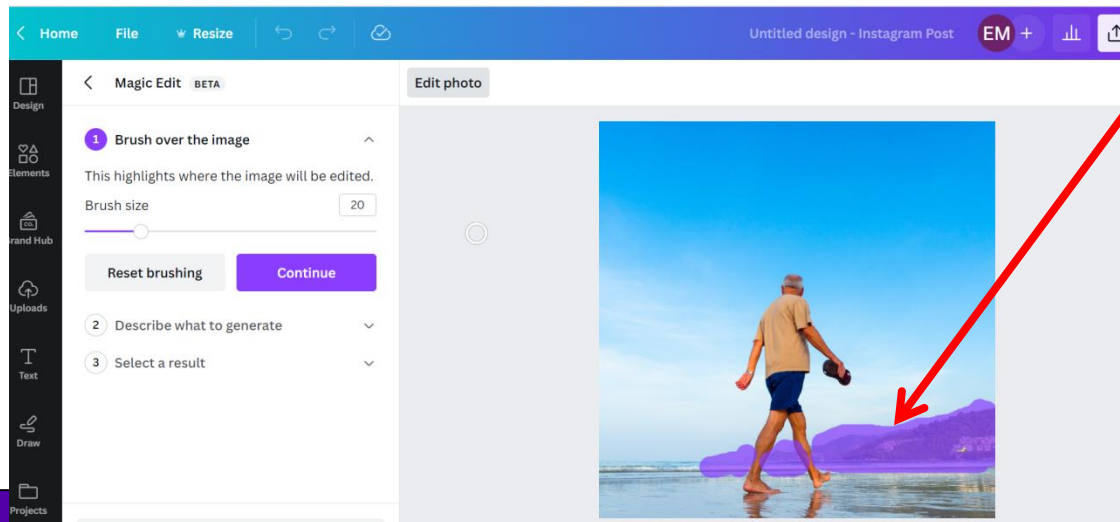 Home File Resize Untitled design - Instagram Post EM +
Design
Elements
Brand Hub
Uploads
Text
Draw
Projects
Magic Edit BETA
Edit photo
1 Brush over the image
This highlights where the image will be edited.
Brush size 20
Reset brushing Continue
2 Describe what to generate
3 Select a result